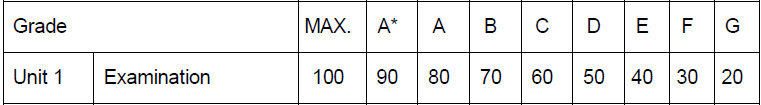 Grade MAX. A* A B C D E F G
Unit 1 Examination 100 90 80 70 60 50 40 30 20